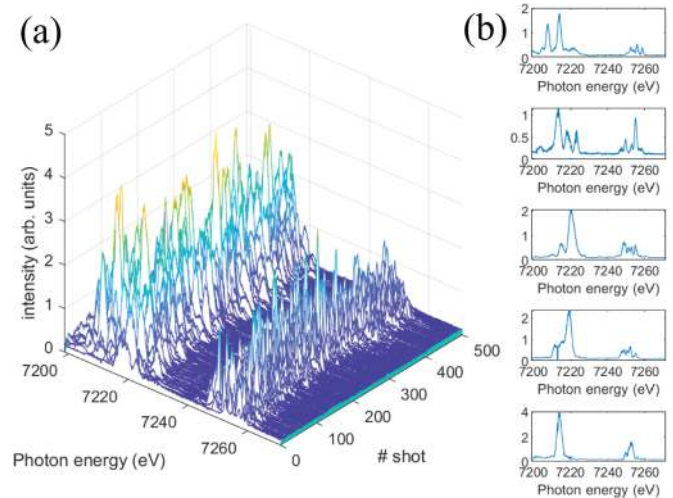 (a)
5
4
3
2
1
0
intensity (arb. units)
7200
7220
7240
7260
Photon energy (eV)
0
100
200
300
400
500
# shot
(b)
2
1
0
7200 7220 7240 7260
Photon energy (eV)
1
0.5
7200 7220 7240 7260
Photon energy (eV)
2
1
0
7200 7220 7240 7260
Photon energy (eV)
2
1
0
7200 7220 7240 7260
Photon energy (eV)
4
2
0
7200 7220 7240 7260
Photon energy (eV)